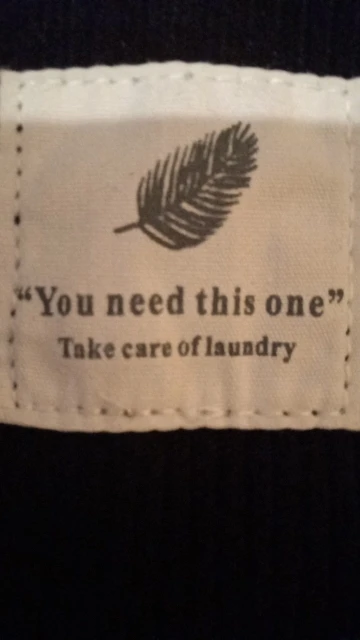 “You need this one”
Take care of laundry